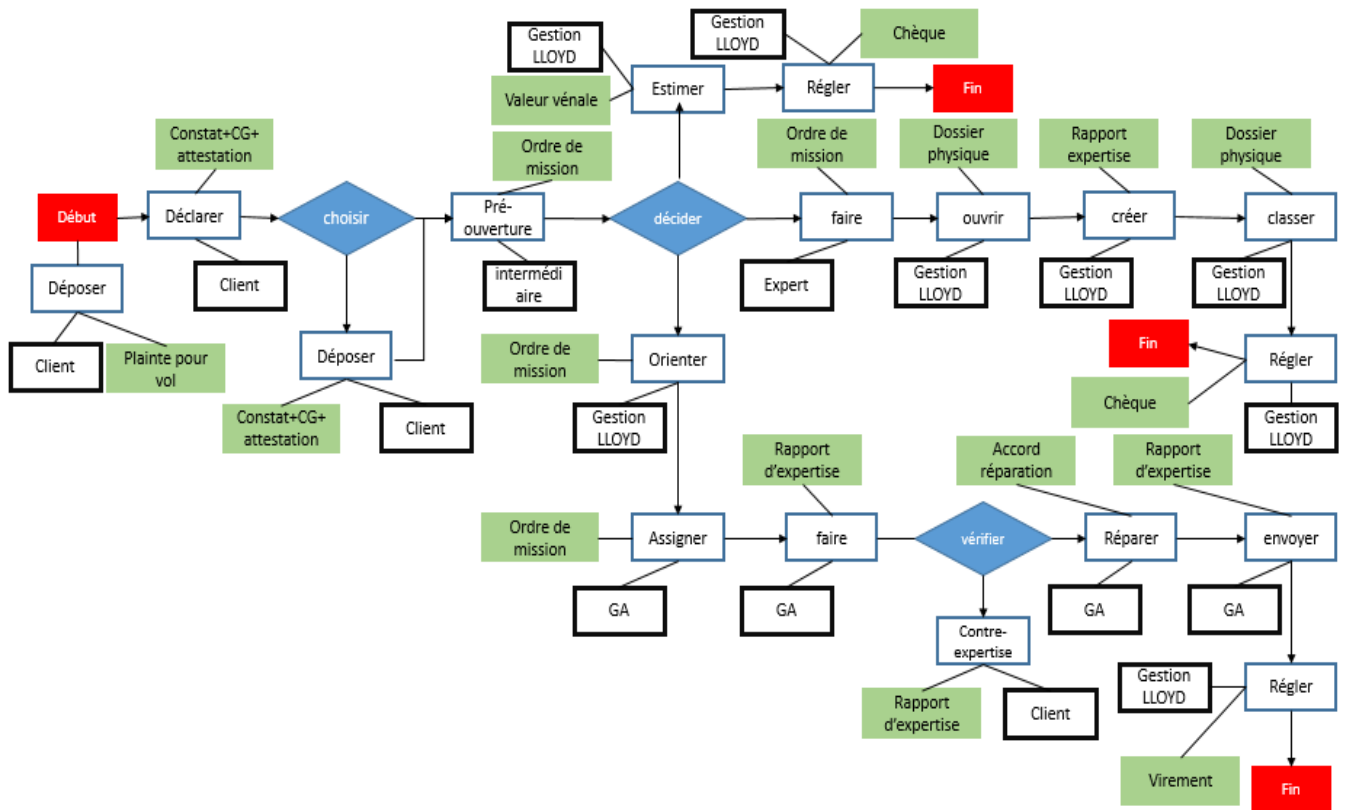 Gestion
LLOYD
Gestion
LLOYD
Chèque
Estimer
Régler
Fin
Valeur vénale
Constat+CG+
attestation
Ordre de
mission
Ordre de
mission
Dossier
physique
Rapport
expertise
Dossier
physique
Début
Déclarer
choisir
Pré-
ouverture
décider
faire
ouvrir
créer
classer
Client
intermédi
aire
Expert
Gestion
LLOYD
Gestion
LLOYD
Gestion
LLOYD
Déposer
Client
Plainte pour
vol
Déposer
Constat+CG+
attestation
Client
Ordre de
mission
Orienter
Gestion
LLOYD
Fin
Régler
Chèque
Gestion
LLOYD
Rapport
d’expertise
Accord
réparation
Rapport
d’expertise
Ordre de
mission
Assigner
faire
vérifier
Réparer
envoyer
GA
GA
GA
GA
Contre-
expertise
Rapport
d’expertise
Client
Gestion
LLOYD
Régler
Virement
Fin